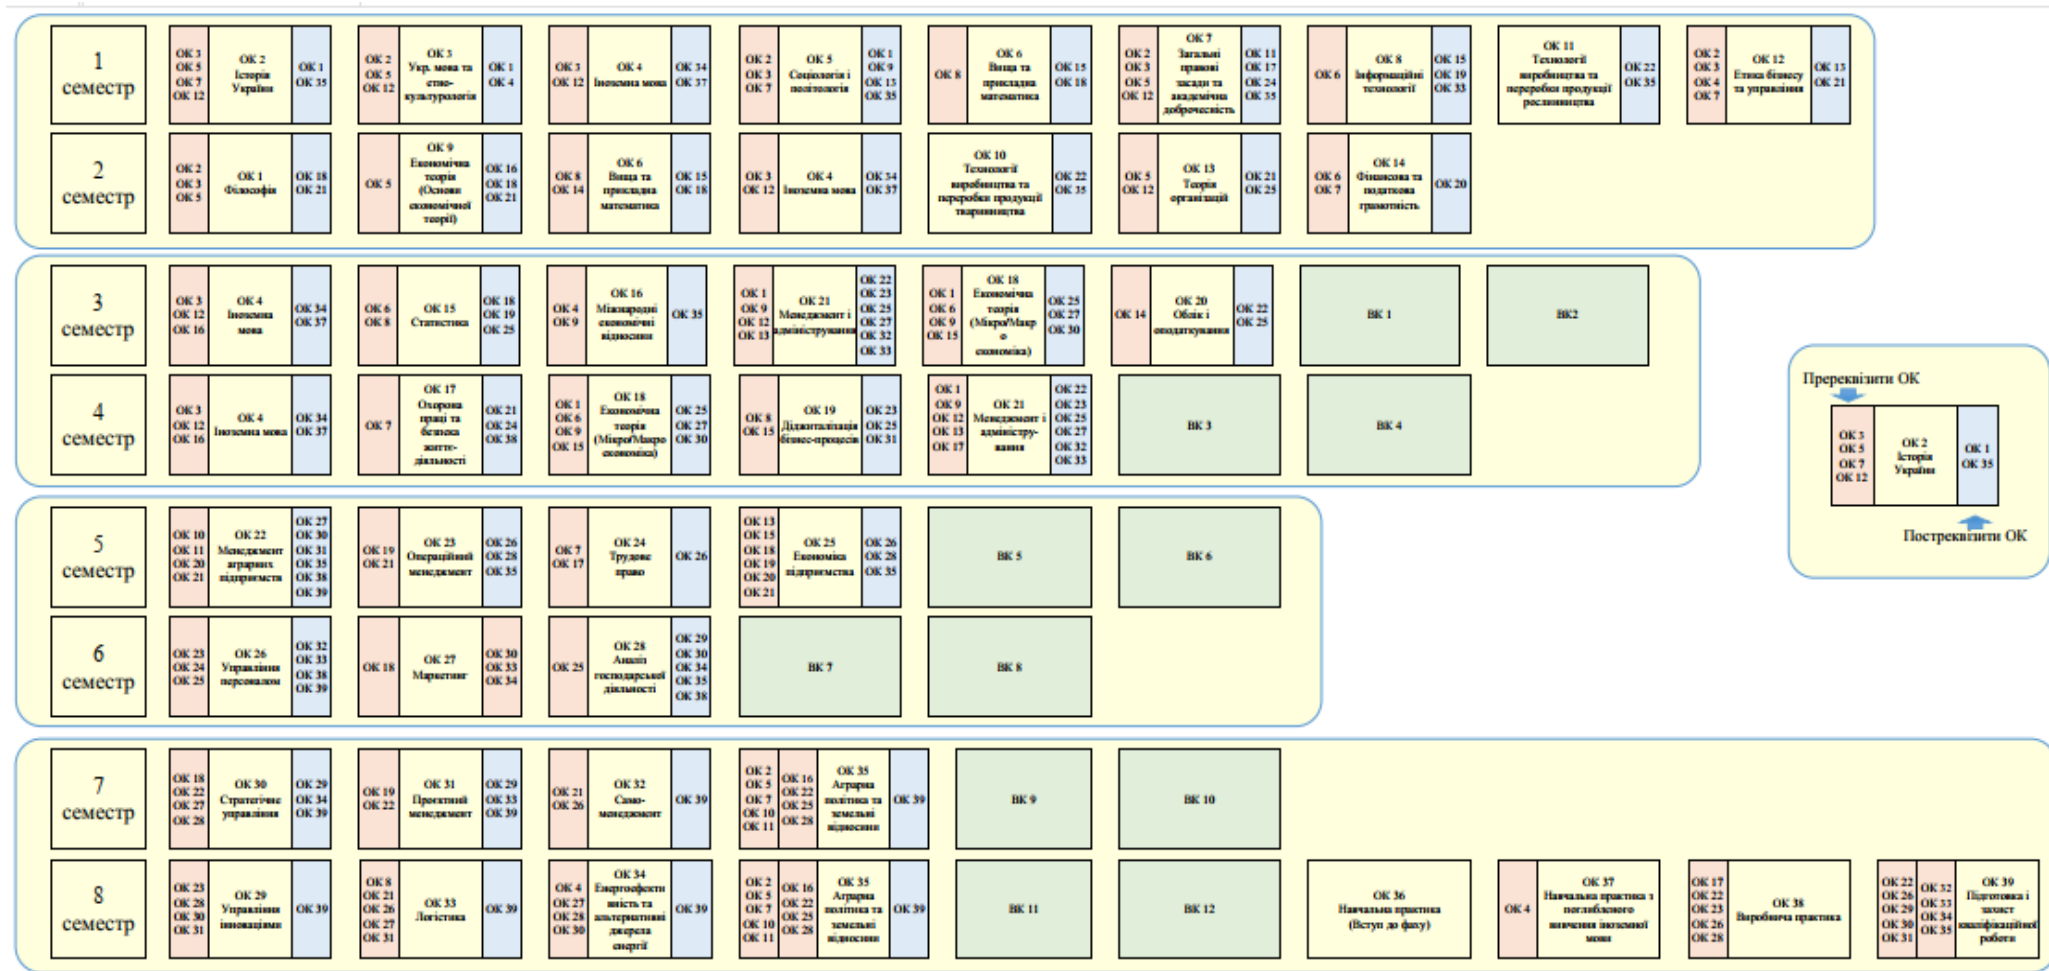 1
семестр
ОК 3
ОК 5
ОК 7
ОК 12
ОК 2
Історія
України
ОК 1
ОК 35
ОК 2
ОК 5
ОК 12
ОК 3
Укр. мова та
етно-
культурологія
ОК 1
ОК 4
ОК 3
ОК 12
ОК 4
Іноземна мова
ОК 34
ОК 37
ОК 2
ОК 3
ОК 7
ОК 5
Соціологія і
політологія
ОК 1
ОК 9
ОК 13
ОК 35
ОК 8
ОК 6
Вища та
прикладна
математика
ОК 15
ОК 18
ОК 2
ОК 3
ОК 5
ОК 12
ОК 7
Загальні
правові
засади та
академічна
доброчесність
ОК 11
ОК 17
ОК 24
ОК 35
ОК 6
ОК 8
Інформаційні
технології
ОК 15
ОК 19
ОК 33
ОК 11
Технології
виробництва та
переробки продукції
рослинництва
ОК 22
ОК 35
ОК 2
ОК 3
ОК 4
ОК 7
ОК 12
Етика бізнесу
та управління
ОК 13
ОК 21
2
семестр
ОК 2
ОК 3
ОК 5
ОК 1
Філософія
ОК 18
ОК 21
ОК 5
ОК 9
Економічна
теорія
(Основи
економічної
теорії)
ОК 16
ОК 18
ОК 21
ОК 8
ОК 14
ОК 6
Вища та
прикладна
математика
ОК 15
ОК 18
ОК 3
ОК 12
ОК 4
Іноземна мова
ОК 34
ОК 37
ОК 10
Технології
виробництва та
переробки продукції
тваринництва
ОК 22
ОК 35
ОК 5
ОК 12
ОК 13
Теорія
організацій
ОК 21
ОК 25
ОК 6
ОК 7
ОК 14
Фінансова та
податкова
грамотність
ОК 20
3
семестр
ОК 3
ОК 12
ОК 16
ОК 4
Іноземна
мова
ОК 34
ОК 37
ОК 6
ОК 8
ОК 15
Статистика
ОК 18
ОК 19
ОК 25
ОК 4
ОК 9
ОК 16
Міжнародні
економічні
відносини
ОК 35
ОК 1
ОК 9
ОК 12
ОК 13
ОК 21
Менеджмент і
адміністрування
ОК 22
ОК 23
ОК 25
ОК 27
ОК 32
ОК 33
ОК 1
ОК 6
ОК 9
ОК 15
ОК 18
Економічна
теорія
(Мікро/Макр
о
економіка)
ОК 25
ОК 27
ОК 30
ОК 14
ОК 20
Облік і
оподаткування
ОК 22
ОК 25
ВК 1
ВК2
4
семестр
ОК 3
ОК 12
ОК 16
ОК 4
Іноземна мова
ОК 34
ОК 37
ОК 7
ОК 17
Охорона
праці та
безпека
життє-
діяльності
ОК 21
ОК 24
ОК 38
ОК 1
ОК 6
ОК 9
ОК 15
ОК 18
Економічна
теорія
(Мікро/Макро
економіка)
ОК 25
ОК 27
ОК 30
ОК 8
ОК 15
ОК 19
Діджиталізація
бізнес-процесів
ОК 23
ОК 25
ОК 31
ОК 1
ОК 9
ОК 12
ОК 13
ОК 17
ОК 21
Менеджмент і
адміністру-
вання
ОК 22
ОК 23
ОК 25
ОК 27
ОК 32
ОК 33
ВК 3
ВК 4
Пререквізити ОК
ОК 3
ОК 5
ОК 7
ОК 12
ОК 2
Історія
України
ОК 1
ОК 35
Постреквізити ОК
5
семестр
ОК 10
ОК 11
ОК 20
ОК 21
ОК 22
Менеджмент
аграрних
підприємств
ОК 27
ОК 30
ОК 31
ОК 35
ОК 38
ОК 39
ОК 19
ОК 21
ОК 23
Операційний
менеджмент
ОК 26
ОК 28
ОК 35
ОК 7
ОК 17
ОК 24
Трудове
право
ОК 26
ОК 13
ОК 15
ОК 18
ОК 19
ОК 20
ОК 21
ОК 25
Економіка
підприємства
ОК 26
ОК 28
ОК 35
ВК 5
ВК 6
6
семестр
ОК 23
ОК 24
ОК 25
ОК 26
Управління
персоналом
ОК 32
ОК 33
ОК 38
ОК 39
ОК 18
ОК 27
Маркетинг
ОК 30
ОК 33
ОК 34
ОК 25
ОК 28
Аналіз
господарської
діяльності
ОК 29
ОК 30
ОК 34
ОК 35
ОК 38
ВК 7
ВК 8
7
семестр
ОК 18
ОК 22
ОК 27
ОК 28
ОК 30
Стратегічне
управління
ОК 29
ОК 34
ОК 39
ОК 19
ОК 22
ОК 31
Проєктний
менеджмент
ОК 29
ОК 33
ОК 39
ОК 21
ОК 26
ОК 32
Само-
менеджмент
ОК 39
ОК 2
ОК 5
ОК 7
ОК 10
ОК 11
ОК 16
ОК 22
ОК 25
ОК 28
ОК 35
Аграрна
політика та
земельні
відносини
ОК 39
ВК 9
ВК 10
8
семестр
ОК 23
ОК 28
ОК 30
ОК 31
ОК 29
Управління
інноваціями
ОК 39
ОК 8
ОК 21
ОК 26
ОК 27
ОК 31
ОК 33
Логістика
ОК 39
ОК 4
ОК 27
ОК 28
ОК 30
ОК 34
Енергоефекти
вність та
альтернативні
джерела
енергії
ОК 39
ОК 2
ОК 5
ОК 7
ОК 10
ОК 11
ОК 16
ОК 22
ОК 25
ОК 28
ОК 35
Аграрна
політика та
земельні
відносини
ОК 39
ВК 11
ВК 12
ОК 36
Навчальна практика
(Вступ до фаху)
ОК 4
ОК 37
Навчальна практика з
поглибленого
вивчення іноземної
мови
ОК 17
ОК 22
ОК 23
ОК 26
ОК 28
ОК 38
Виробнича практика
ОК 22
ОК 26
ОК 29
ОК 30
ОК 31
ОК 32
ОК 33
ОК 34
ОК 35
ОК 39
Підготовка і
захист
кваліфікаційної
роботи